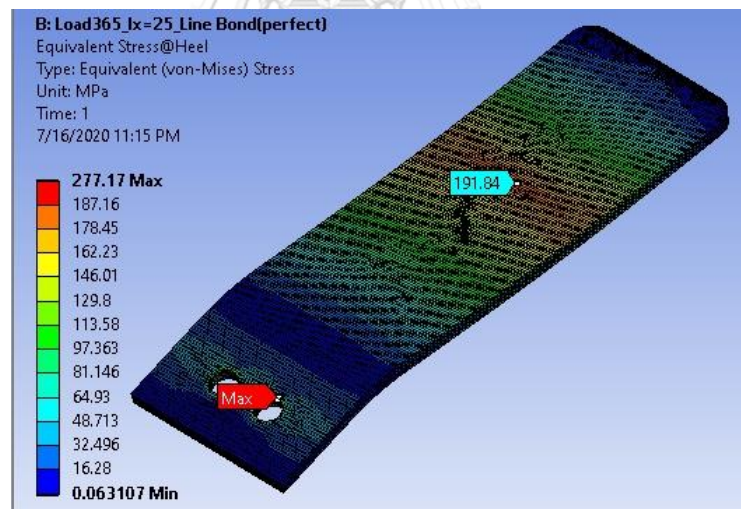 B: Load365_Ix=25_Line Bond(perfect)
Equivalent Stress@Heel
Type: Equivalent (von-Mises) Stress
Unit: MPa
Time: 1
7/16/2020 11:15 PM
277.17 Max
187.16
178.45
162.23
146.01
129.8
113.58
97.363
81.146
64.93
48.713
32.496
16.28
0.063107 Min
191.84
Max